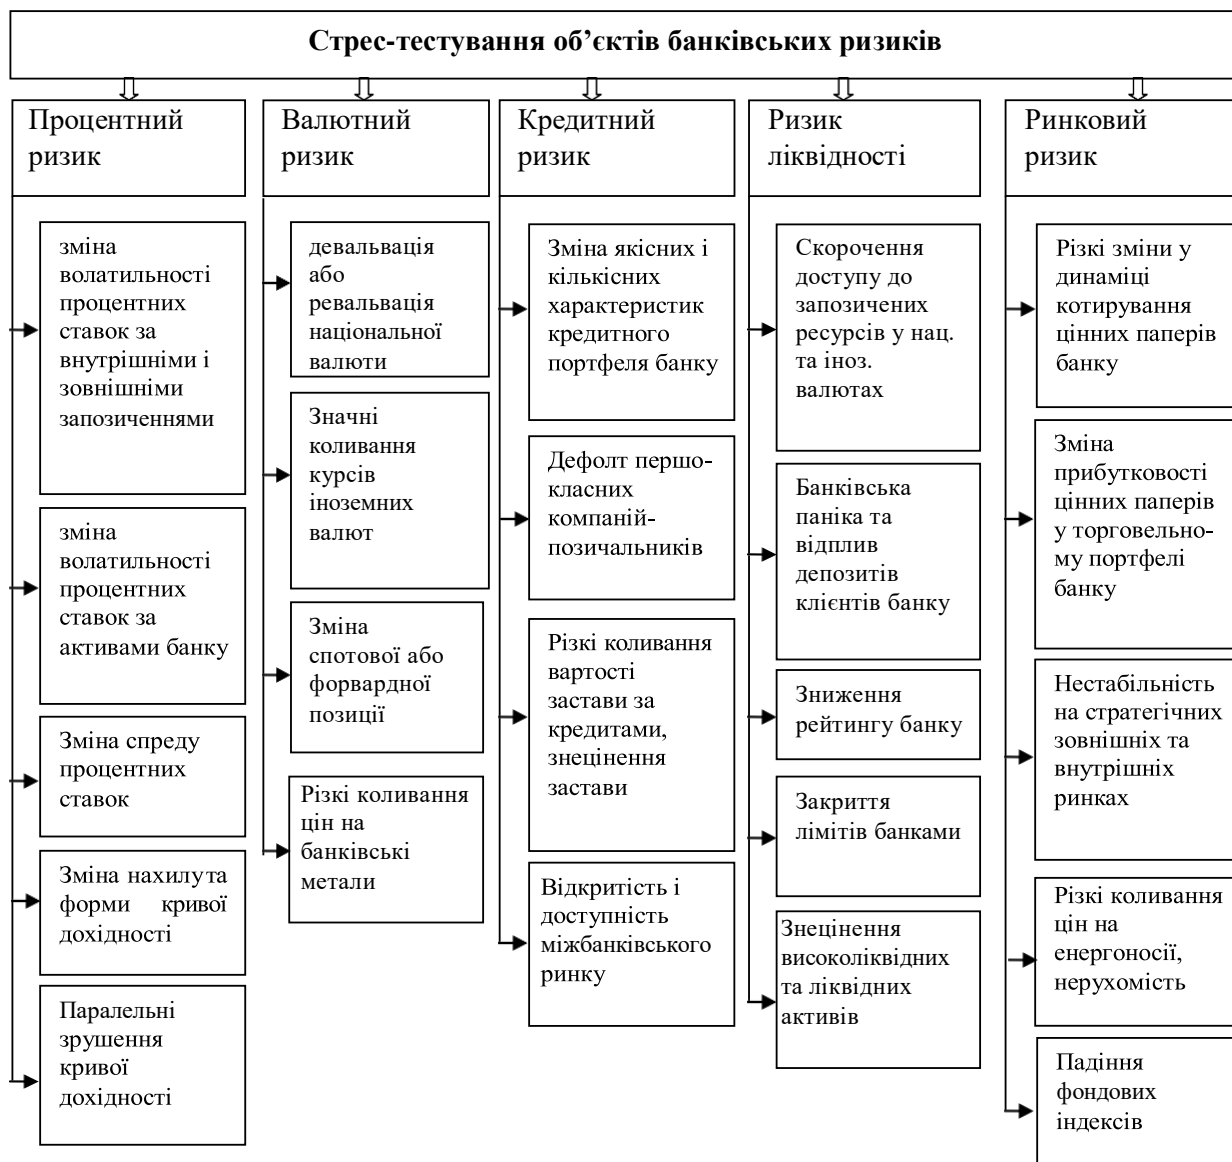 Стрес-тестування об’єктів банківських ризиків
Процентний
ризик
зміна
волатильності
процентних
ставок за
внутрішніми і
зовнішніми
запозиченнями
зміна
волатильності
процентних
ставок за
активами банку
Зміна спреду
процентних
ставок
Зміна нахилута
форми кривої
дохідності
Паралельні
зрушення
кривої
дохідності
Валютний
ризик
девальвація
або
ревальвація
національної
валюти
Значні
коливання
курсів
іноземних
валют
Зміна
спотової або
форвардної
позиції
Різкі коливання
цін на
банківські
метали
Кредитний
ризик
Зміна якісних і
кількісних
характеристик
кредитного
портфеля банку
Дефолт першо-
класних
компаній-
позичальників
Різкі коливання
вартості
застави за
кредитами,
знецінення
застави
Відкритість і
доступність
міжбанківського
ринку
Ризик
ліквідності
Скорочення
доступу до
запозичених
ресурсів у нац.
та іноз.
валютах
Банківська
паніка та
відплив
депозитів
клієнтів банку
Зниження
рейтингу банку
Закриття
лімітів банками
Знецінення
високоліквідних
та ліквідних
активів
Ринковий
ризик
Різкі зміни у
динаміці
котирування
цінних паперів
банку
Зміна
прибутковості
цінних паперів
у торговельно-
му портфелі
банку
Нестабільність
на стратегічних
зовнішніх та
внутрішніх
ринках
Різкі коливання
цін на
енергоносії,
нерухомість
Падіння
фондових
індексів